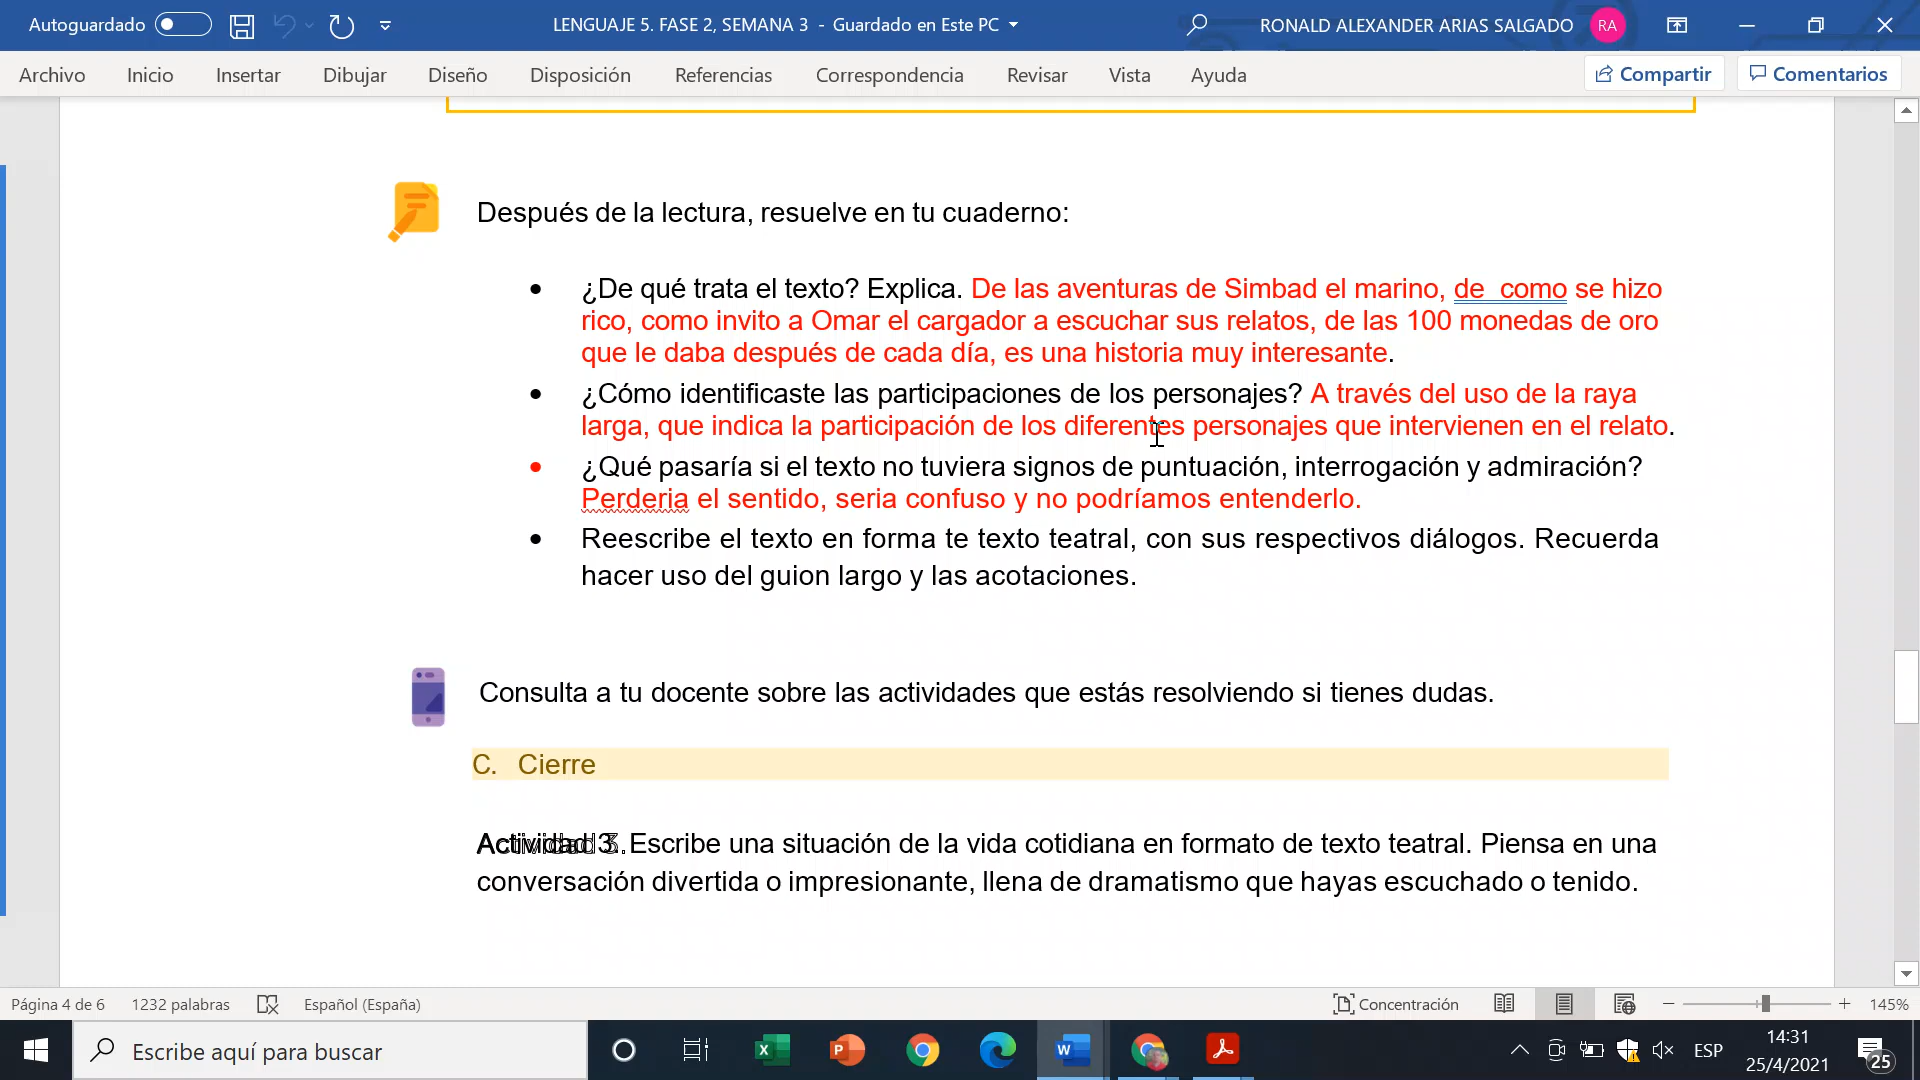 Autoguardado
LENGUAJE 5. FASE 2, SEMANA 3 - Guardado en Este PC
RONALD ALEXANDER ARIAS SALGADO
RA
Archivo Inicio Insertar Dibujar Diseño Disposición Referencias Correspondencia Revisar Vista Ayuda
Compartir
Comentarios
Después de la lectura, resuelve en tu cuaderno:
• ¿De qué trata el texto? Explica. De las aventuras de Simbad el marino, de  como se hizo
rico, como invito a Omar el cargador a escuchar sus relatos, de las 100 monedas de oro
que le daba después de cada día, es una historia muy interesante.
• ¿Cómo identificaste las participaciones de los personajes? A través del uso de la raya
larga, que indica la participación de los diferentes personajes que intervienen en el relato.
• ¿Qué pasaría si el texto no tuviera signos de puntuación, interrogación y admiración?
Perderia el sentido, seria confuso y no podríamos entenderlo.
• Reescribe el texto en forma te texto teatral, con sus respectivos diálogos. Recuerda
hacer uso del guion largo y las acotaciones.
Consulta a tu docente sobre las actividades que estás resolviendo si tienes dudas.
C. Cierre
Actividad 3. Escribe una situación de la vida cotidiana en formato de texto teatral. Piensa en una
conversación divertida o impresionante, llena de dramatismo que hayas escuchado o tenido.
Página 4 de 6
1232 palabras
Español (España)
Concentración
145%
Escribe aquí para buscar
ESP
14:31
25/4/2021
25